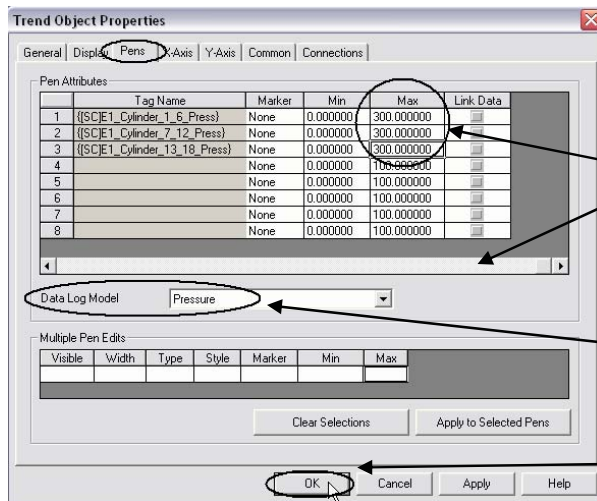 Trend Object Properties
General Display Pens X-Axis Y-Axis Common Connections
Pen Attributes
Tag Name Marker Min Max Link Data
1 {[SC]E1_Cylinder_1_6_Press} None 0.000000 300.000000
2 {[SC]E1_Cylinder_7_12_Press} None 0.000000 300.000000
3 {[SC]E1_Cylinder_13_18_Press} None 0.000000 300.000000
4 None 0.000000 100.000000
5 None 0.000000 100.000000
6 None 0.000000 100.000000
7 None 0.000000 100.000000
8 None 0.000000 100.000000
Data Log Model Pressure
Multiple Pen Edits
Visible Width Type Style Marker Min Max
Clear Selections Apply to Selected Pens
OK Cancel Apply Help